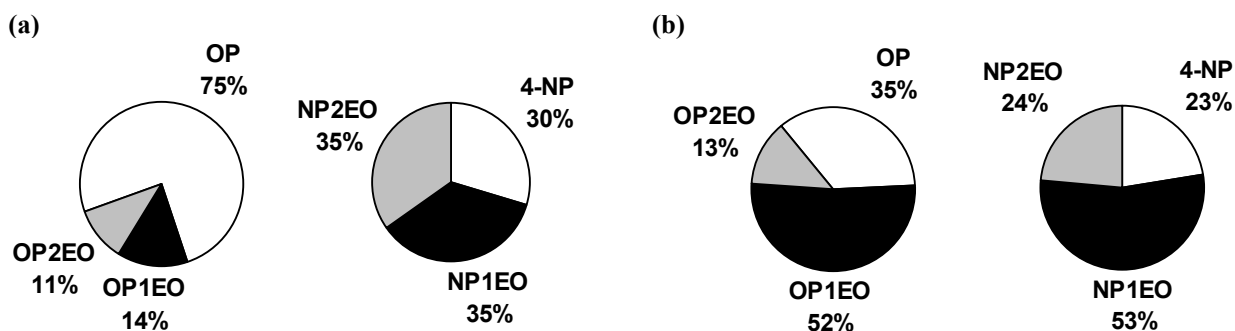 (a)
OP
75%
OP2EO
11%
OP1EO
14%
NP2EO
35%
4-NP
30%
NP1EO
35%
(b)
OP2EO
13%
OP
35%
OP1EO
52%
NP2EO
24%
4-NP
23%
NP1EO
53%